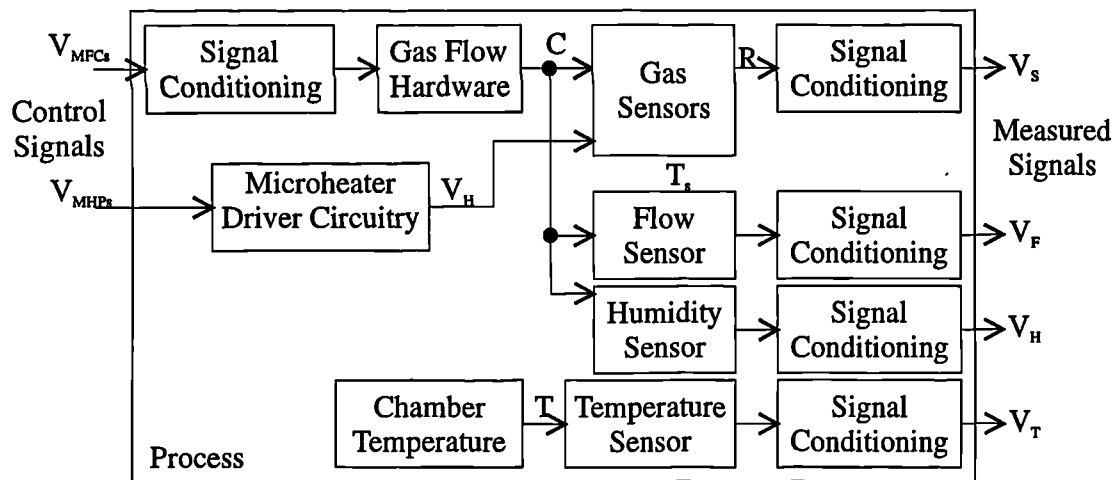 V_MFCs
Signal
Conditioning
Gas Flow
Hardware
C
Gas
Sensors
R
Signal
Conditioning
V_S
Control
Signals
Measured
Signals
V_MHPs
Microheater
Driver Circuitry
V_H
T_s
Flow
Sensor
Signal
Conditioning
V_F
Humidity
Sensor
Signal
Conditioning
V_H
Chamber
Temperature
T
Temperature
Sensor
Signal
Conditioning
V_T
Process